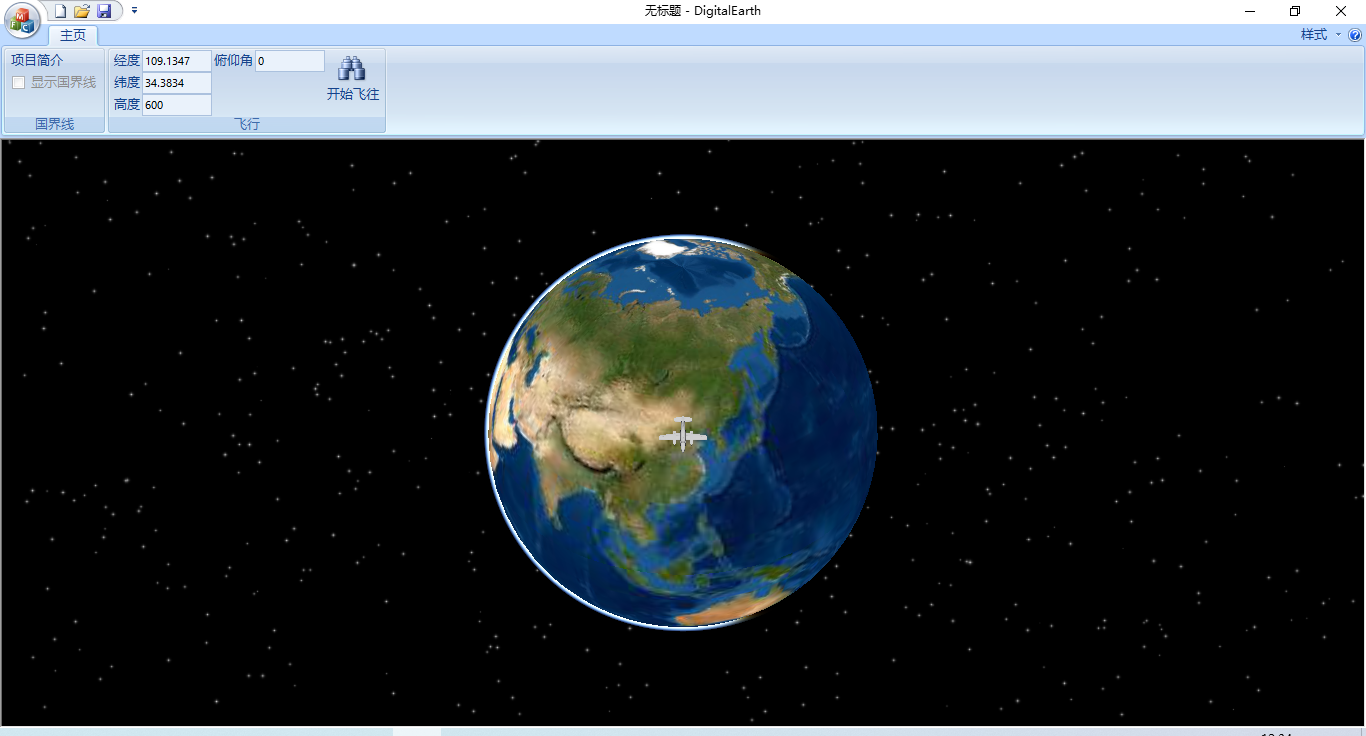 无标题 - DigitalEarth
主页
样式
项目简介
显示国界线
国界线
经度 109.1347 俯仰角 0
纬度 34.3834
高度 600
开始飞往
飞行